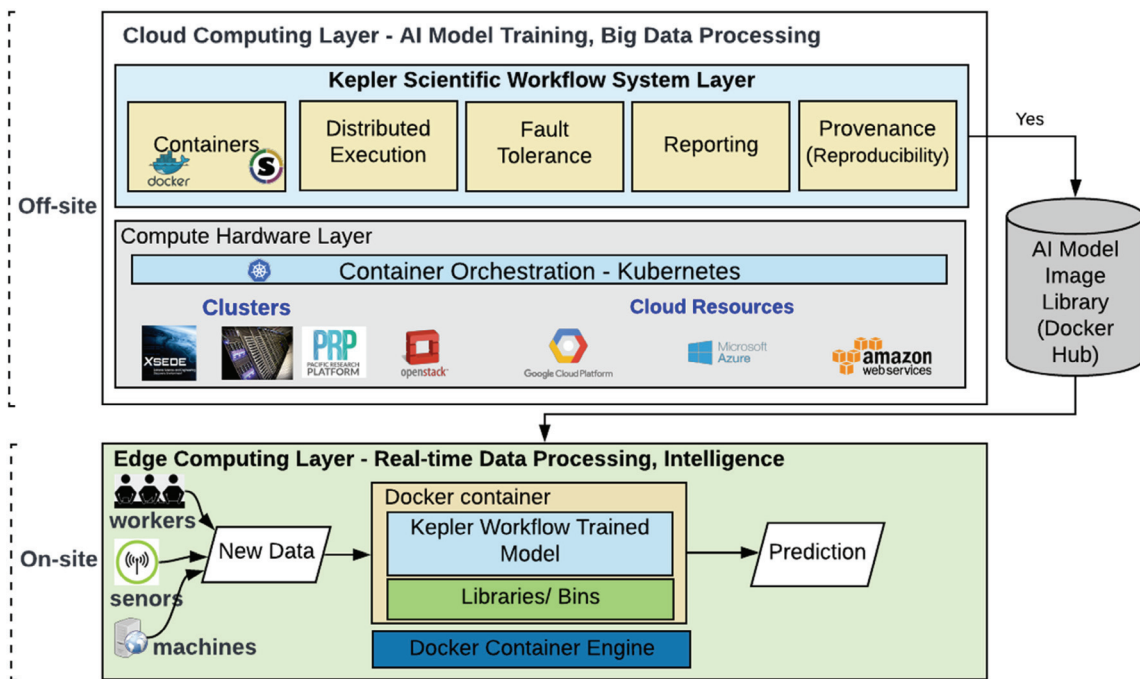 Cloud Computing Layer - AI Model Training, Big Data Processing
Kepler Scientific Workflow System Layer
Containers
docker
S
Distributed
Execution
Fault
Tolerance
Reporting
Provenance
(Reproducibility)
Yes
Off-site
AI Model
Image
Library
(Docker
Hub)
Compute Hardware Layer
Container Orchestration - Kubernetes
Clusters
Cloud Resources
XSEDE
PRP
PACIFIC RESEARCH
PLATFORM
openstack
Google Cloud Platform
Microsoft
Azure
amazon
web services
On-site
Edge Computing Layer - Real-time Data Processing, Intelligence
workers
senors
machines
New Data
Docker container
Kepler Workflow Trained
Model
Libraries/ Bins
Docker Container Engine
Prediction